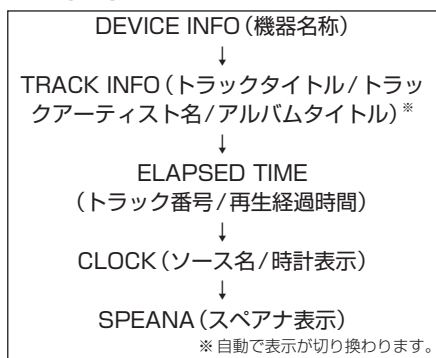 DEVICE INFO(機器名称)
↓
TRACK INFO(トラックタイトル/トラッ
クアーティスト名/アルバムタイトル)※
↓
ELAPSED TIME
(トラック番号/再生経過時間)
↓
CLOCK(ソース名/時計表示)
↓
SPEANA(スペアナ表示)
※自動で表示が切り換わります。